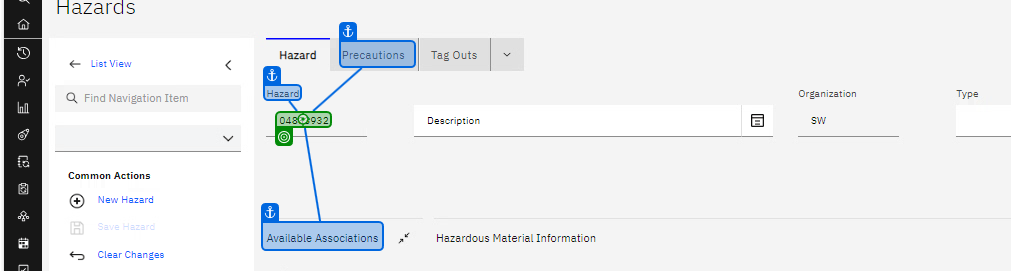 Hazards
Hazard
Precautions
Tag Outs
List View
Find Navigation Item
Hazard
Organization
Type
Description
SW
Common Actions
New Hazard
Save Hazard
Clear Changes
Available Associations
Hazardous Material Information